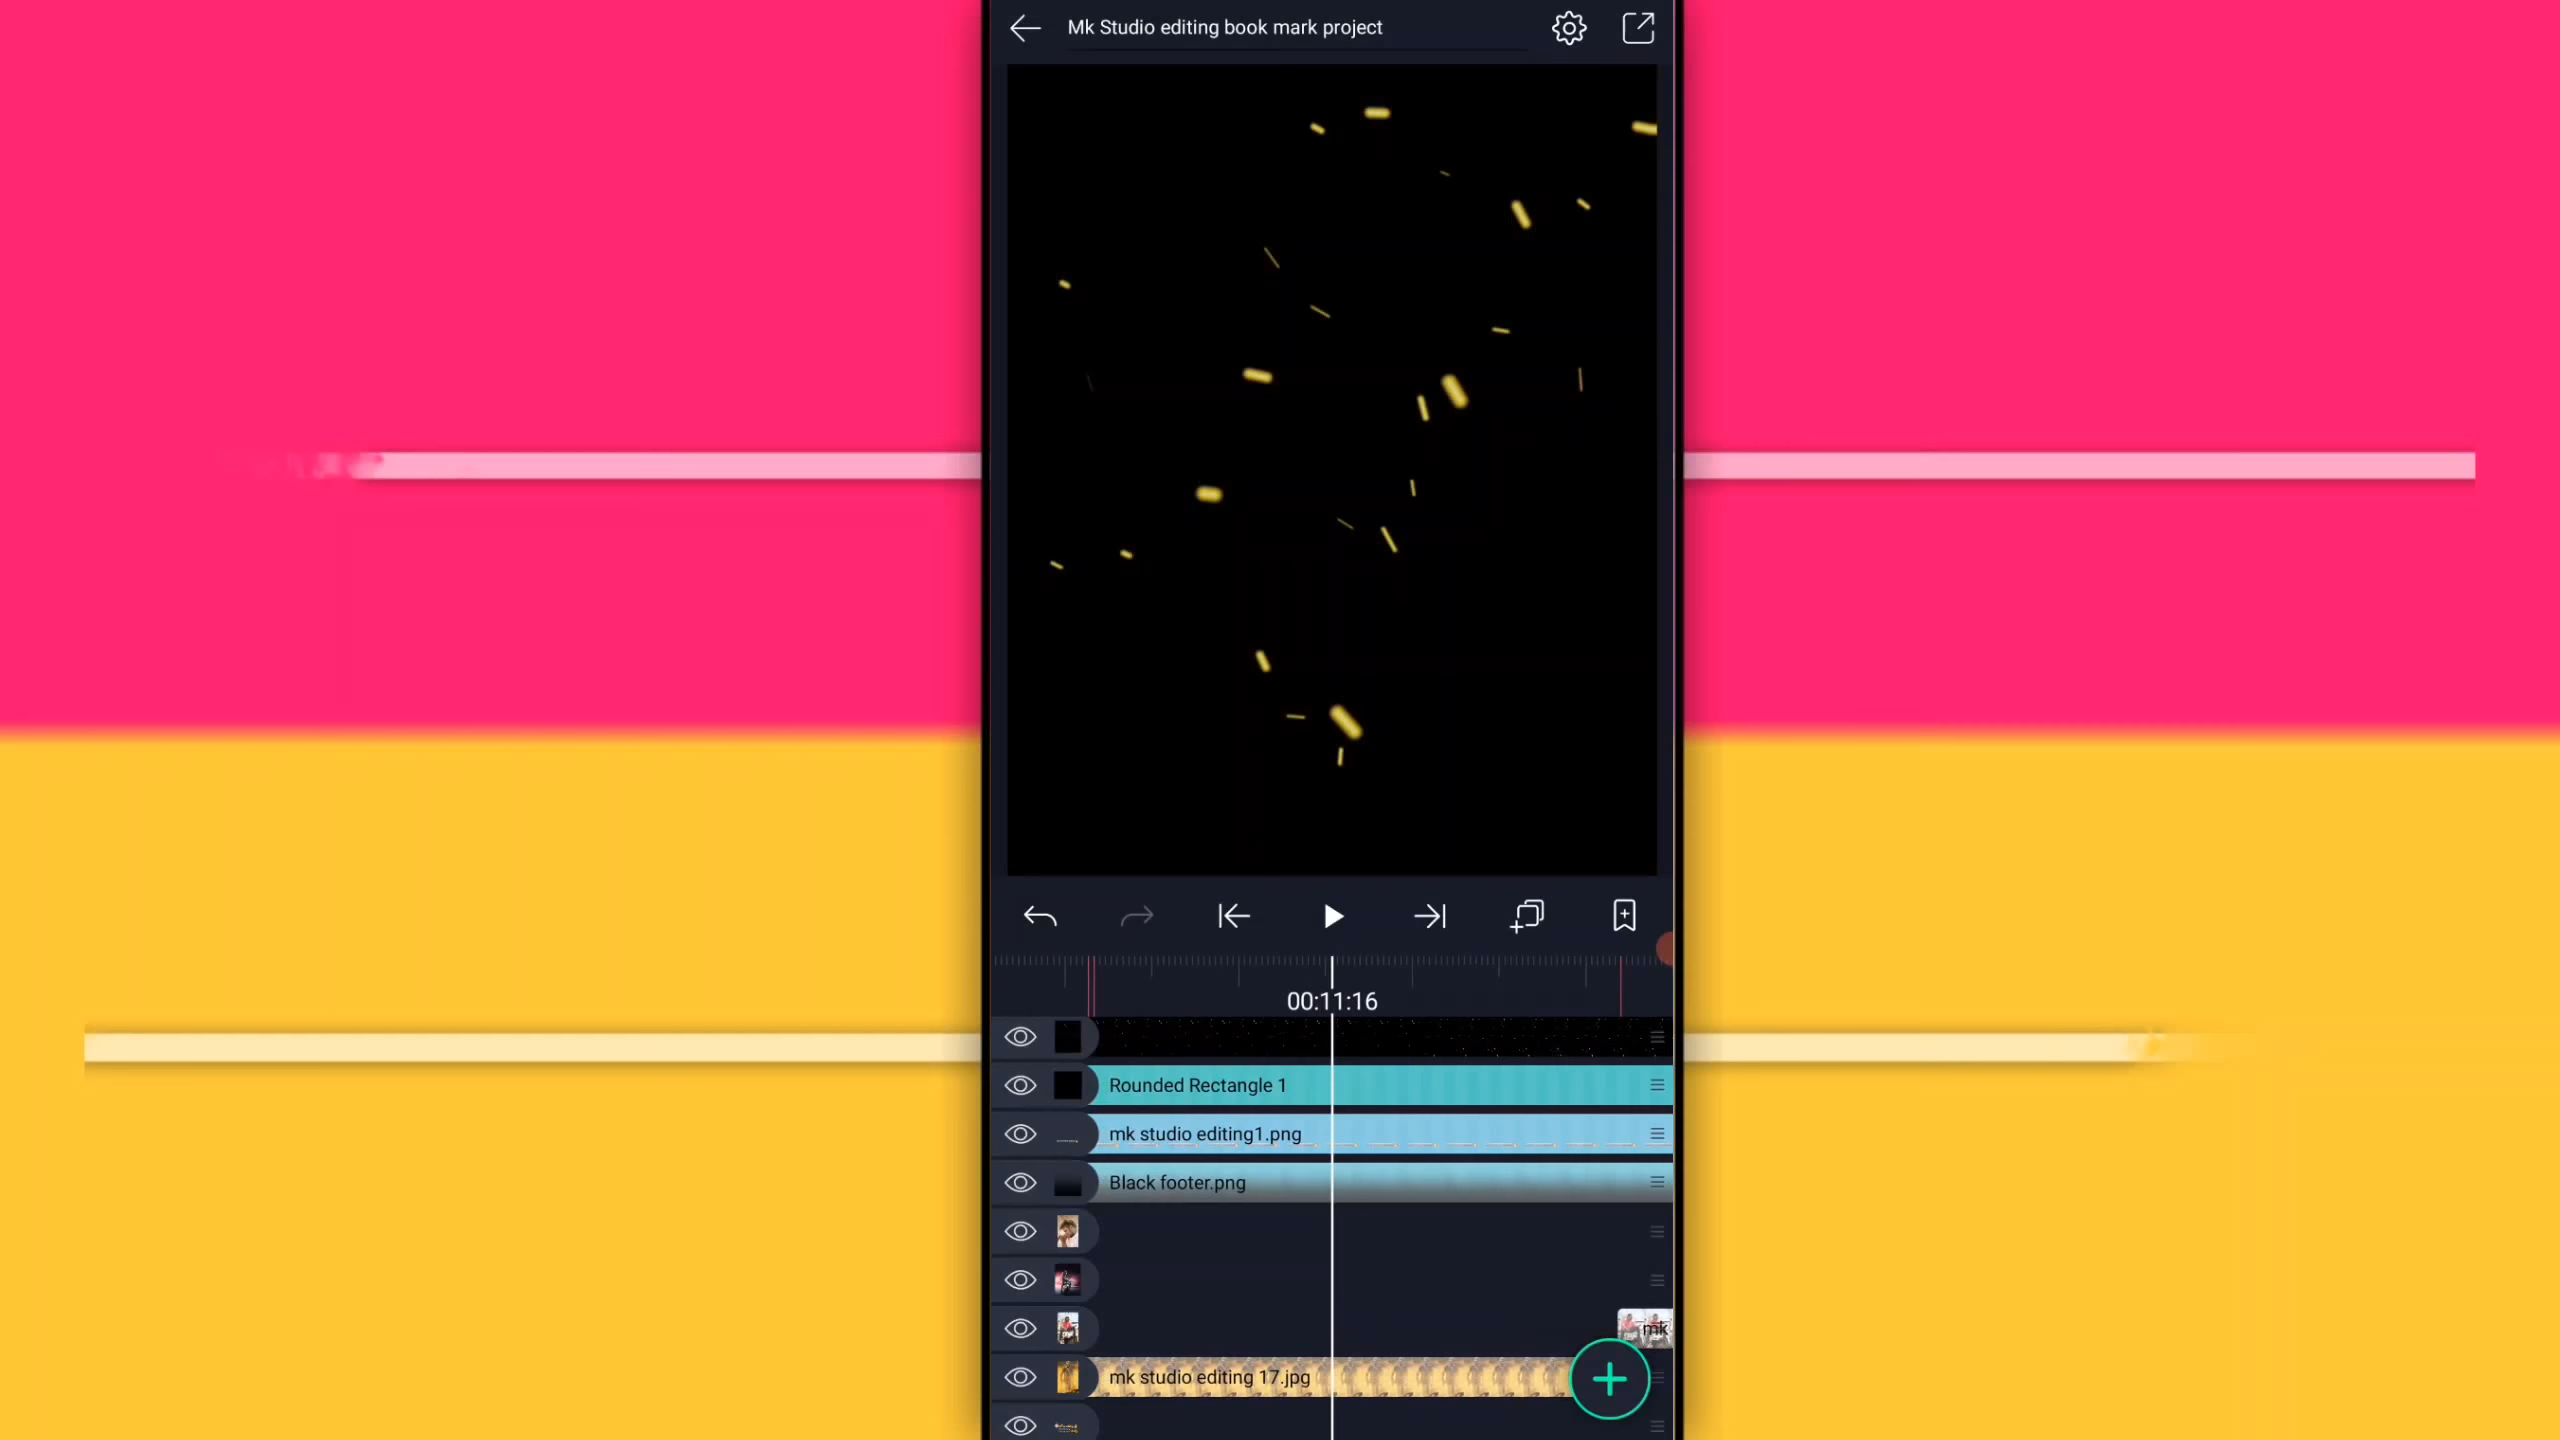 Mk Studio editing book mark project
00:11:16
Rounded Rectangle 1
mk studio editing1.png
Black footer.png
mk
mk studio editing 17.jpg